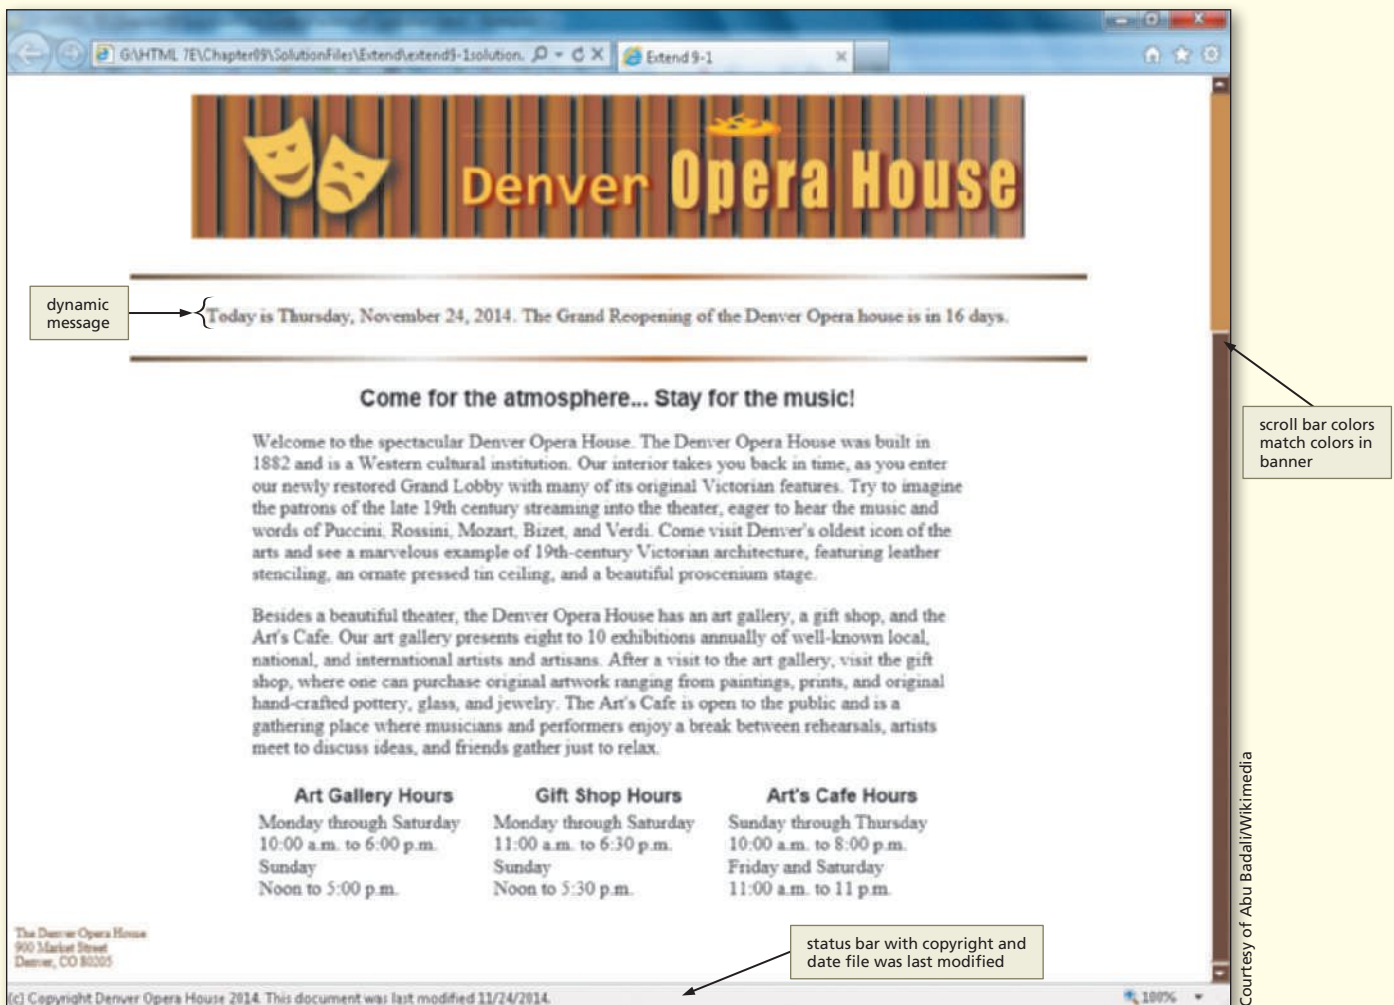 G:\HTML 7E\Chapter09\SolutionFiles\Extend\extend9-1solution.
Extend 9-1
Denver Opera House
dynamic
message
Today is Thursday, November 24, 2014. The Grand Reopening of the Denver Opera house is in 16 days.
Come for the atmosphere... Stay for the music!
scroll bar colors
match colors in
banner
Welcome to the spectacular Denver Opera House. The Denver Opera House was built in
1882 and is a Western cultural institution. Our interior takes you back in time, as you enter
our newly restored Grand Lobby with many of its original Victorian features. Try to imagine
the patrons of the late 19th century streaming into the theater, eager to hear the music and
words of Puccini, Rossini, Mozart, Bizet, and Verdi. Come visit Denver's oldest icon of the
arts and see a marvelous example of 19th-century Victorian architecture, featuring leather
stenciling, an ornate pressed tin ceiling, and a beautiful proscenium stage.
Besides a beautiful theater, the Denver Opera House has an art gallery, a gift shop, and the
Art's Cafe. Our art gallery presents eight to 10 exhibitions annually of well-known local,
national, and international artists and artisans. After a visit to the art gallery, visit the gift
shop, where one can purchase original artwork ranging from paintings, prints, and original
hand-crafted pottery, glass, and jewelry. The Art's Cafe is open to the public and is a
gathering place where musicians and performers enjoy a break between rehearsals, artists
meet to discuss ideas, and friends gather just to relax.
Art Gallery Hours
Monday through Saturday
10:00 a.m. to 6:00 p.m.
Sunday
Noon to 5:00 p.m.
Gift Shop Hours
Monday through Saturday
11:00 a.m. to 6:30 p.m.
Sunday
Noon to 5:30 p.m.
Art's Cafe Hours
Sunday through Thursday
10:00 a.m. to 8:00 p.m.
Friday and Saturday
11:00 a.m. to 11 p.m.
The Denver Opera House
900 Market Street
Denver, CO 80205
status bar with copyright and
date file was last modified
(c) Copyright Denver Opera House 2014. This document was last modified 11/24/2014.
100%
Courtesy of Abu Badali/Wikimedia